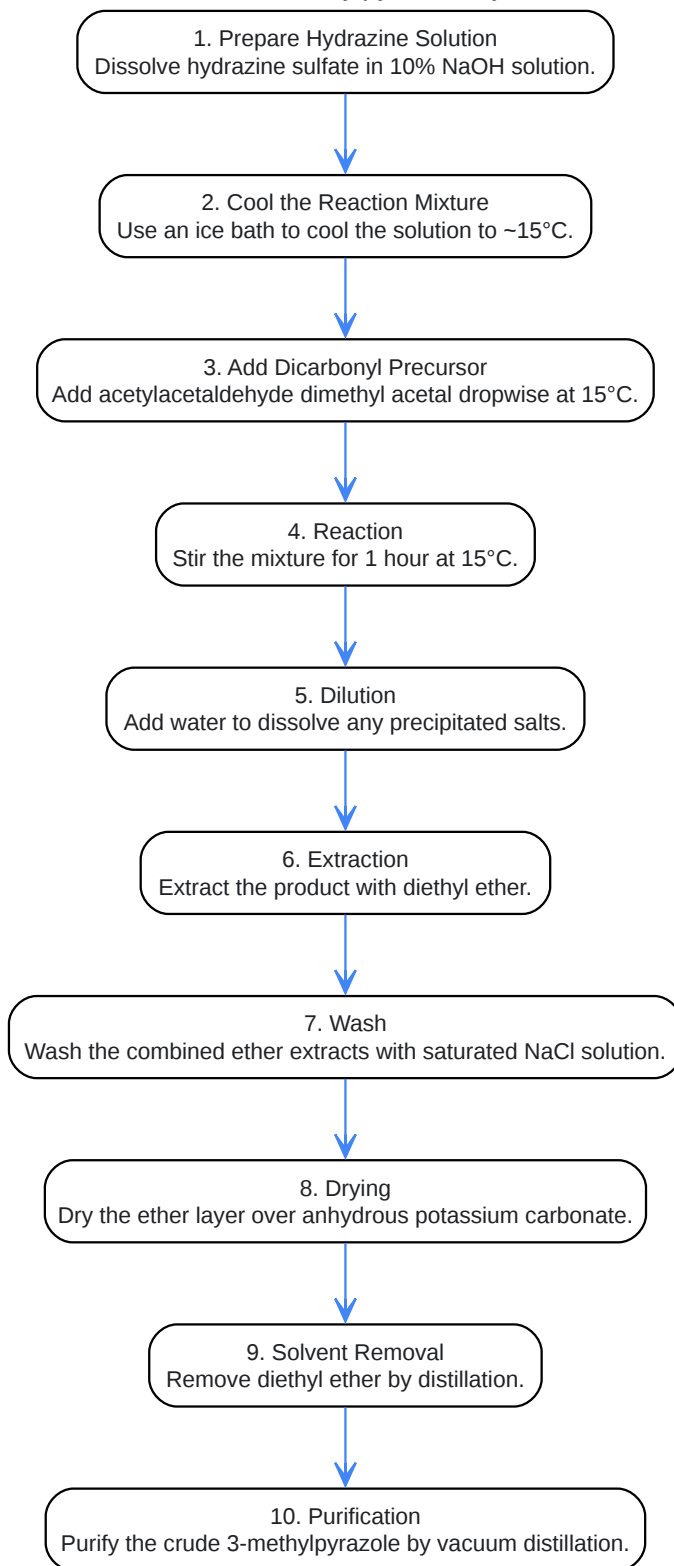 1. Prepare Hydrazine Solution
Dissolve hydrazine sulfate in 10% NaOH solution.
2. Cool the Reaction Mixture
Use an ice bath to cool the solution to ~15°C.
3. Add Dicarbonyl Precursor
Add acetylacetaldehyde dimethyl acetal dropwise at 15°C.
4. Reaction
Stir the mixture for 1 hour at 15°C.
5. Dilution
Add water to dissolve any precipitated salts.
6. Extraction
Extract the product with diethyl ether.
7. Wash
Wash the combined ether extracts with saturated NaCl solution.
8. Drying
Dry the ether layer over anhydrous potassium carbonate.
9. Solvent Removal
Remove diethyl ether by distillation.
10. Purification
Purify the crude 3-methylpyrazole by vacuum distillation.